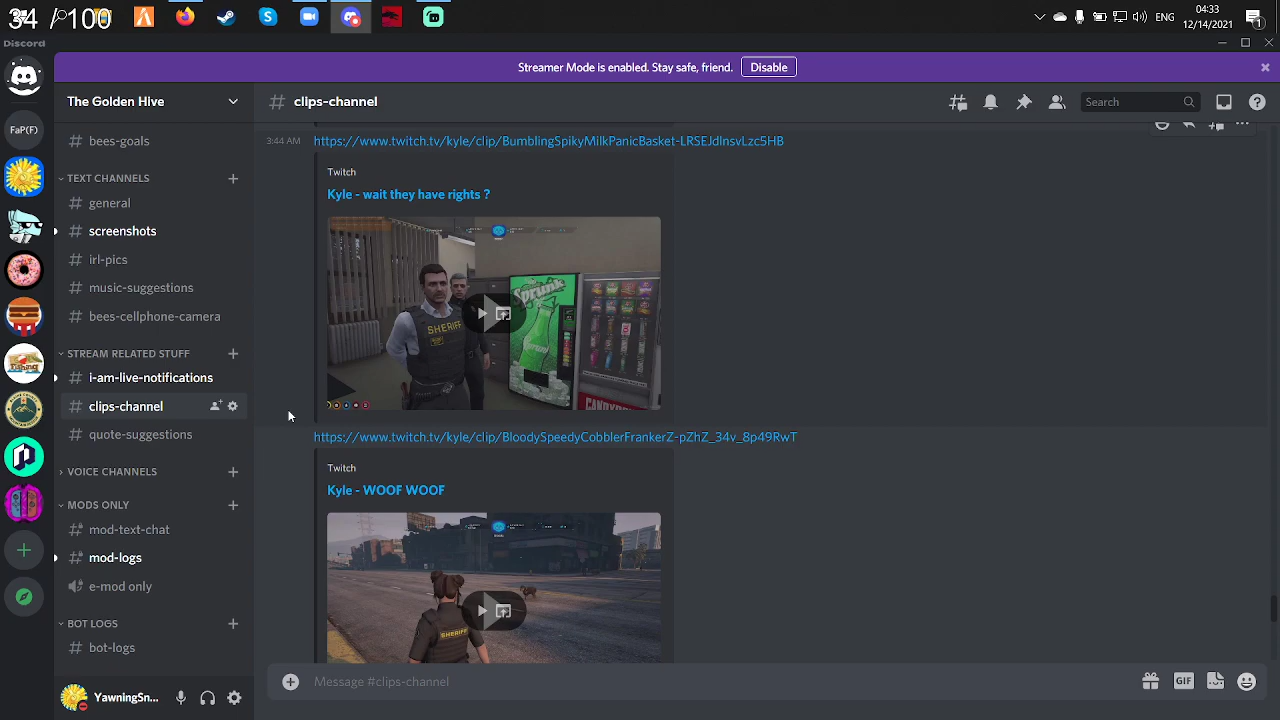 34 100
04:33
ENG
12/14/2021
1
Discord
Streamer Mode is enabled. Stay safe, friend.
Disable
The Golden Hive
clips-channel
Search
FaP(F)
bees-goals
TEXT CHANNELS
general
screenshots
irl-pics
music-suggestions
bees-cellphone-camera
STREAM RELATED STUFF
i-am-live-notifications
clips-channel
quote-suggestions
VOICE CHANNELS
MODS ONLY
mod-text-chat
mod-logs
e-mod only
BOT LOGS
bot-logs
YawningSn...
3:44 AM
https://www.twitch.tv/kyle/clip/BumblingSpikyMilkPanicBasket-LRSEJdInsvLzc5HB
Twitch
Kyle - wait they have rights ?
SHERIFF
Sprunk
https://www.twitch.tv/kyle/clip/BloodySpeedyCobblerFrankerZ-pZhZ_34v_8p49RwT
Twitch
Kyle - WOOF WOOF
SHERIFF
Message #clips-channel
GIF